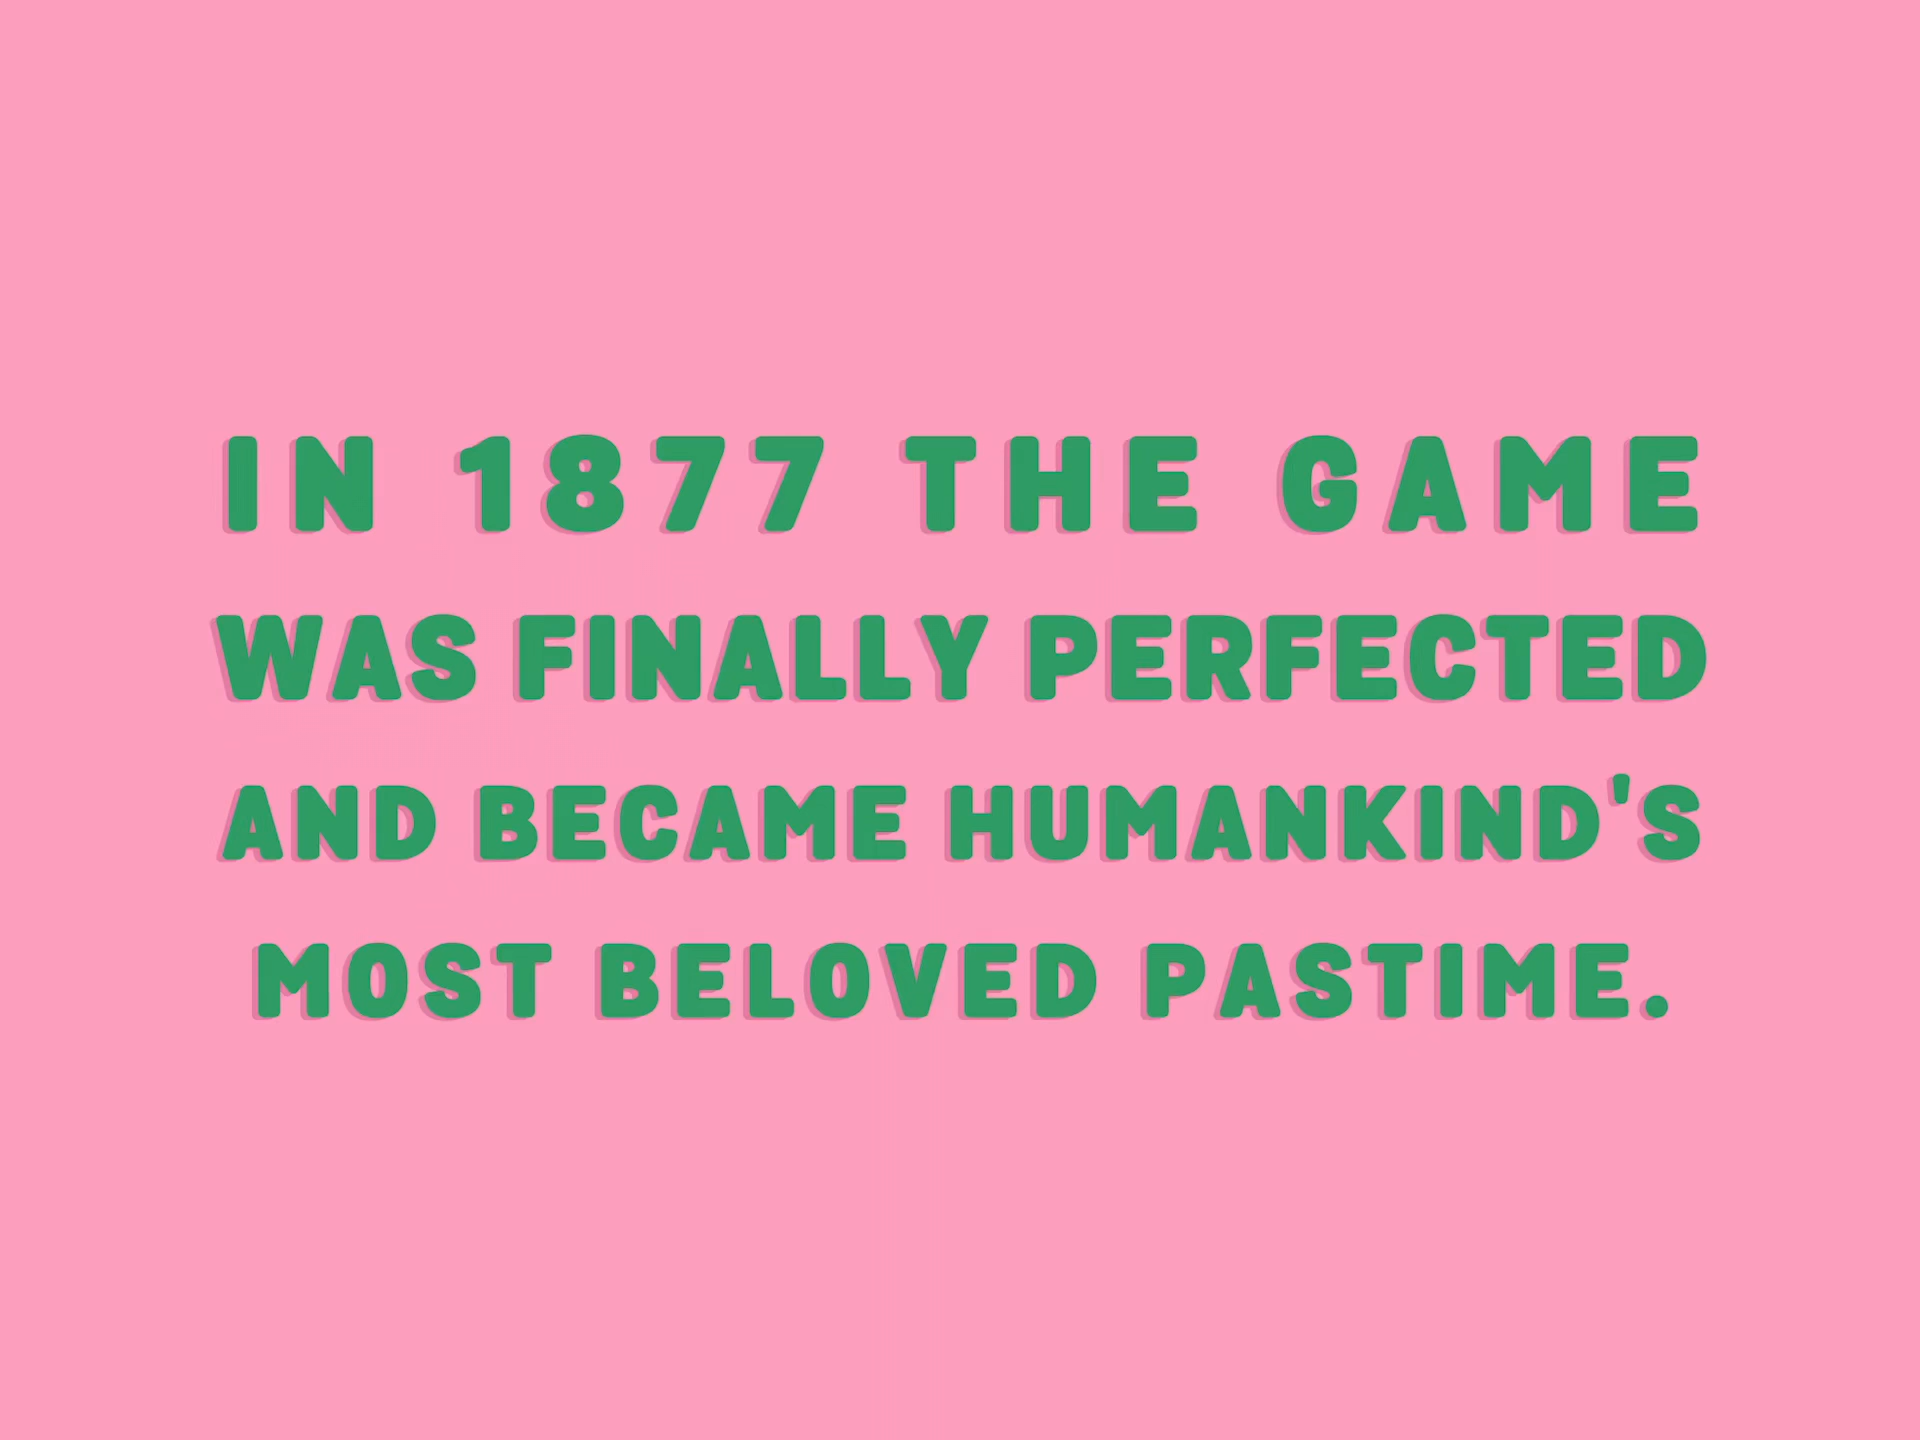 IN 1877 THE GAME
WAS FINALLY PERFECTED
AND BECAME HUMANKIND'S
MOST BELOVED PASTIME.